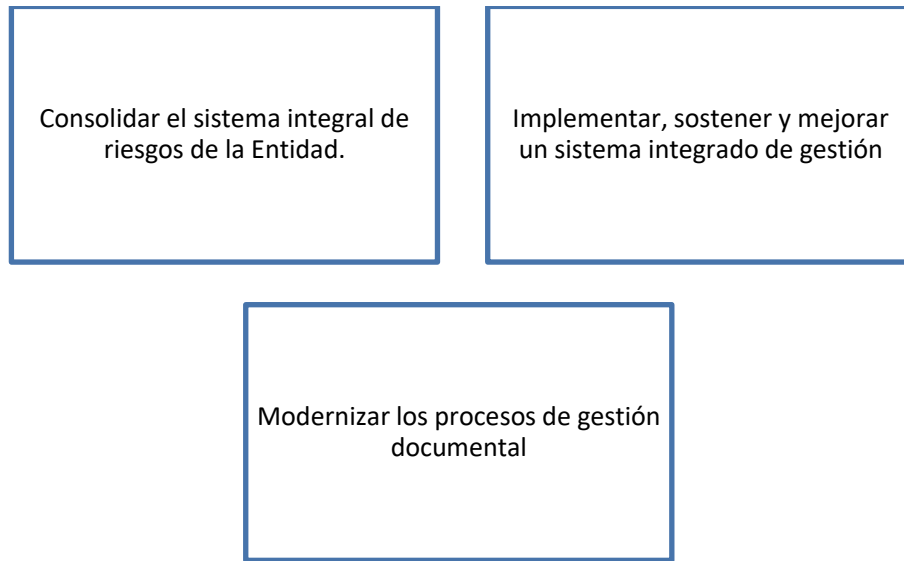 Consolidar el sistema integral de
riesgos de la Entidad.
Implementar, sostener y mejorar
un sistema integrado de gestión
Modernizar los procesos de gestión
documental